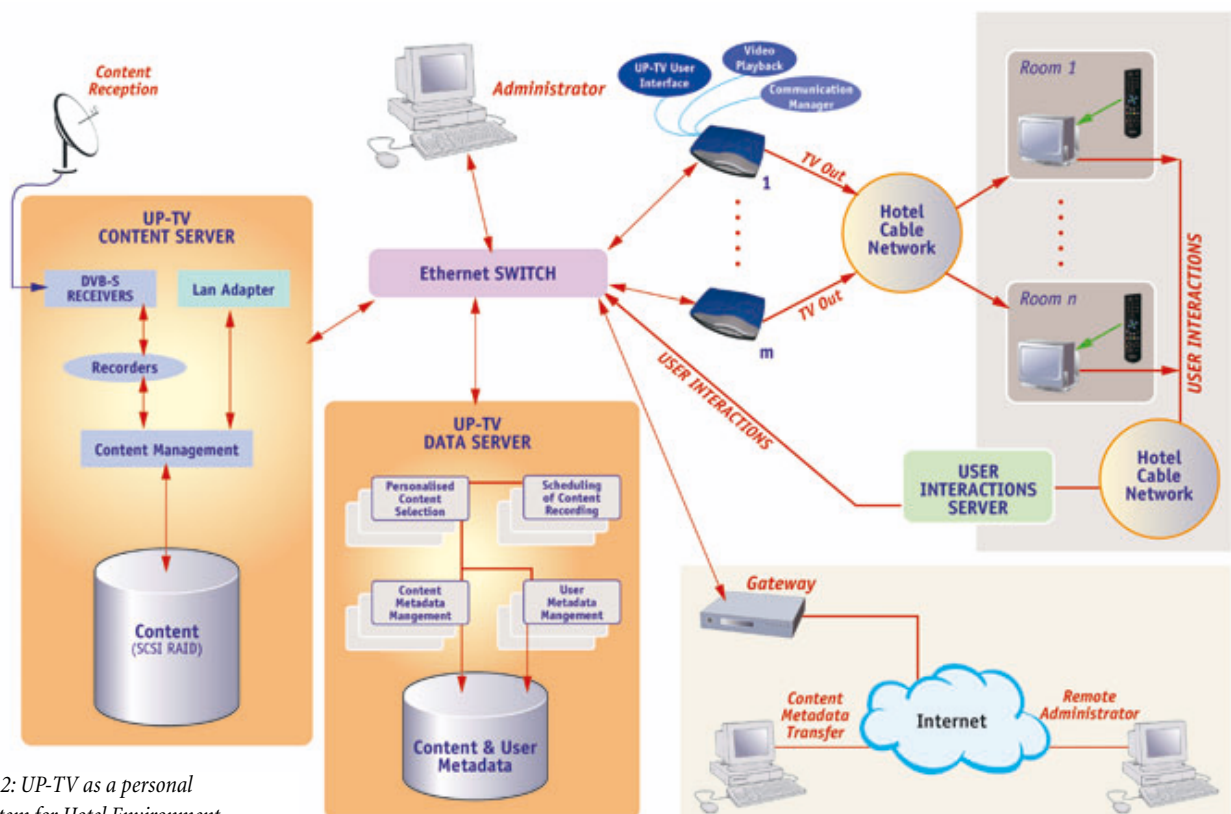 Content
Reception
Administrator
UP-TV User
Interface
Video
Playback
Communication
Manager
1
m
TV Out
TV Out
Hotel
Cable
Network
Room 1
Room n
USER INTERACTIONS
Hotel
Cable
Network
USER
INTERACTIONS
SERVER
USER INTERACTIONS
Ethernet SWITCH
UP-TV
CONTENT SERVER
DVB-S
RECEIVERS
Lan Adapter
Recorders
Content Management
Content
(SCSI RAID)
UP-TV
DATA SERVER
Personalised
Content
Selection
Scheduling
of Content
Recording
Content
Metadata
Mangement
User
Metadata
Mangement
Content & User
Metadata
Gateway
Internet
Content
Metadata
Transfer
Remote
Administrator
2: UP-TV as a personal
tem for Hotel Environment